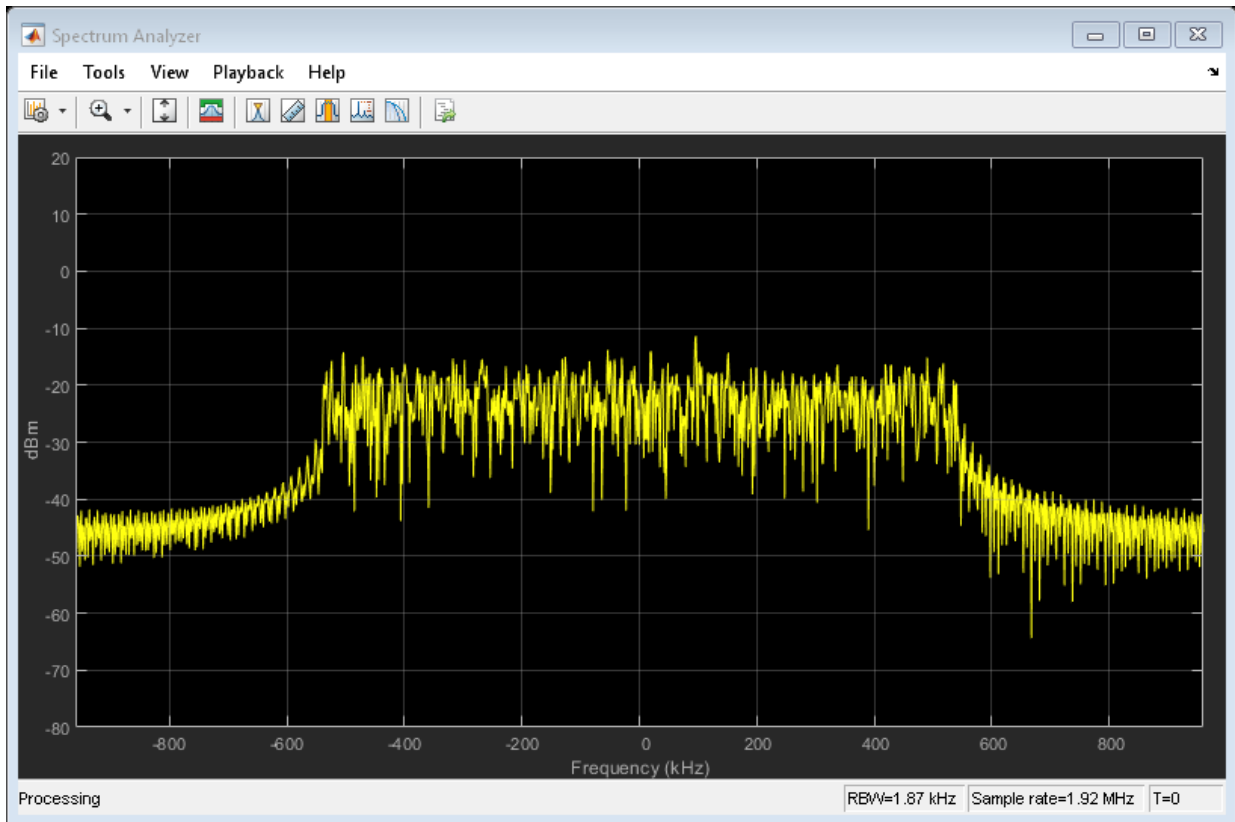 Spectrum Analyzer
File Tools View Playback Help
20
10
0
-10
-20
-30
-40
-50
-60
-70
-80
dBm
-800 -600 -400 -200 0 200 400 600 800
Frequency (kHz)
Processing RBW=1.87 kHz Sample rate=1.92 MHz T=0